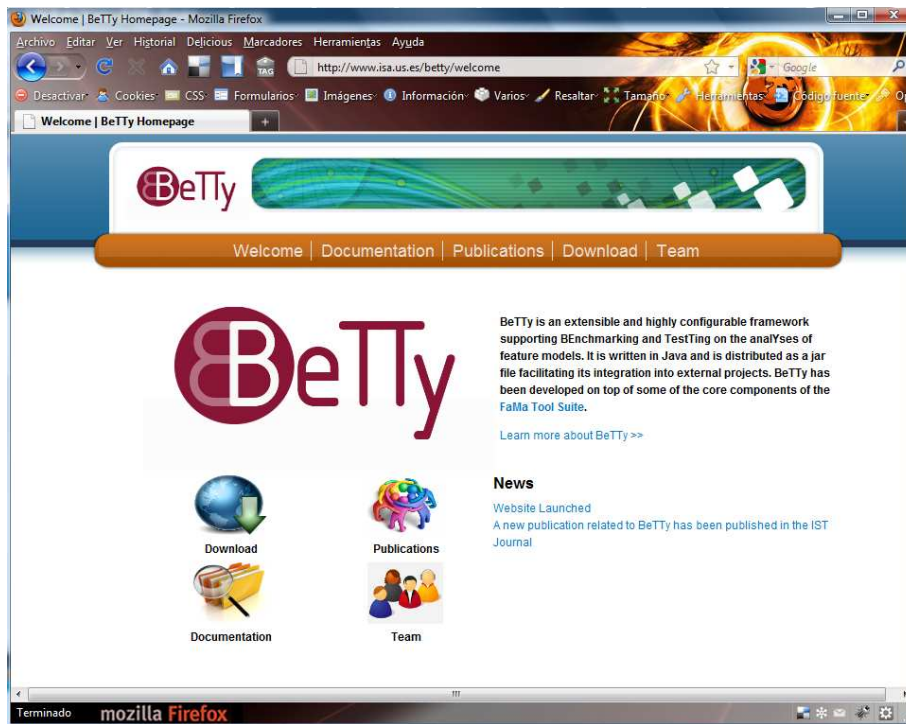 Welcome | BeTTy Homepage - Mozilla Firefox
Archivo Editar Ver Historial Delicious Marcadores Herramientas Ayuda
TAG http://www.isa.us.es/betty/welcome Google
Desactivar Cookies CSS Formularios Imágenes Información Varios Resaltar Tamaño Herramientas Código fuente
Welcome | BeTTy Homepage
BeTTy
Welcome | Documentation | Publications | Download | Team
BeTTy
BeTTy is an extensible and highly configurable framework
supporting BEnchmarking and TestTing on the analYses of
feature models. It is written in Java and is distributed as a jar
file facilitating its integration into external projects. BeTTy has
been developed on top of some of the core components of the
FaMa Tool Suite.
Learn more about BeTTy >>
News
Website Launched
A new publication related to BeTTy has been published in the IST
Journal
Download
Publications
Documentation
Team
Terminado mozilla Firefox